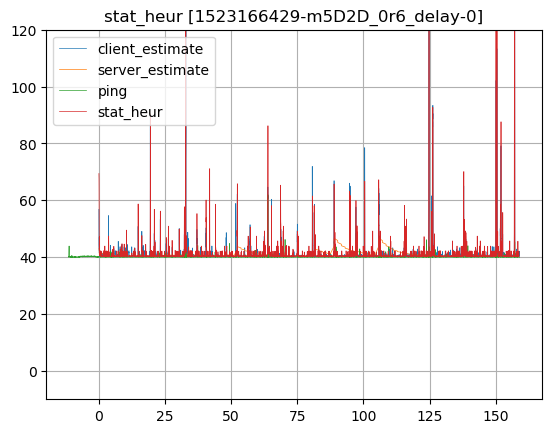 stat_heur [1523166429-m5D2D_0r6_delay-0]
client_estimate
server_estimate
ping
stat_heur
120
100
80
60
40
20
0
0 25 50 75 100 125 150